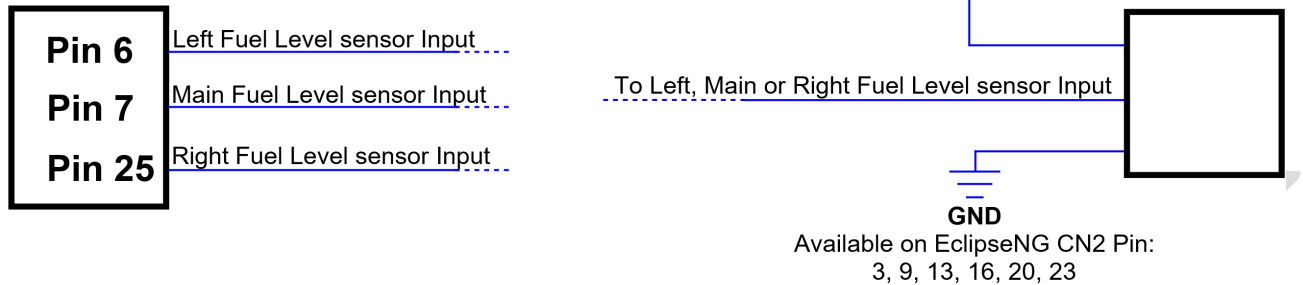 Pin 6
Left Fuel Level sensor Input
Pin 7
Main Fuel Level sensor Input
Pin 25
Right Fuel Level sensor Input
To Left, Main or Right Fuel Level sensor Input
GND
Available on EclipseNG CN2 Pin:
3, 9, 13, 16, 20, 23